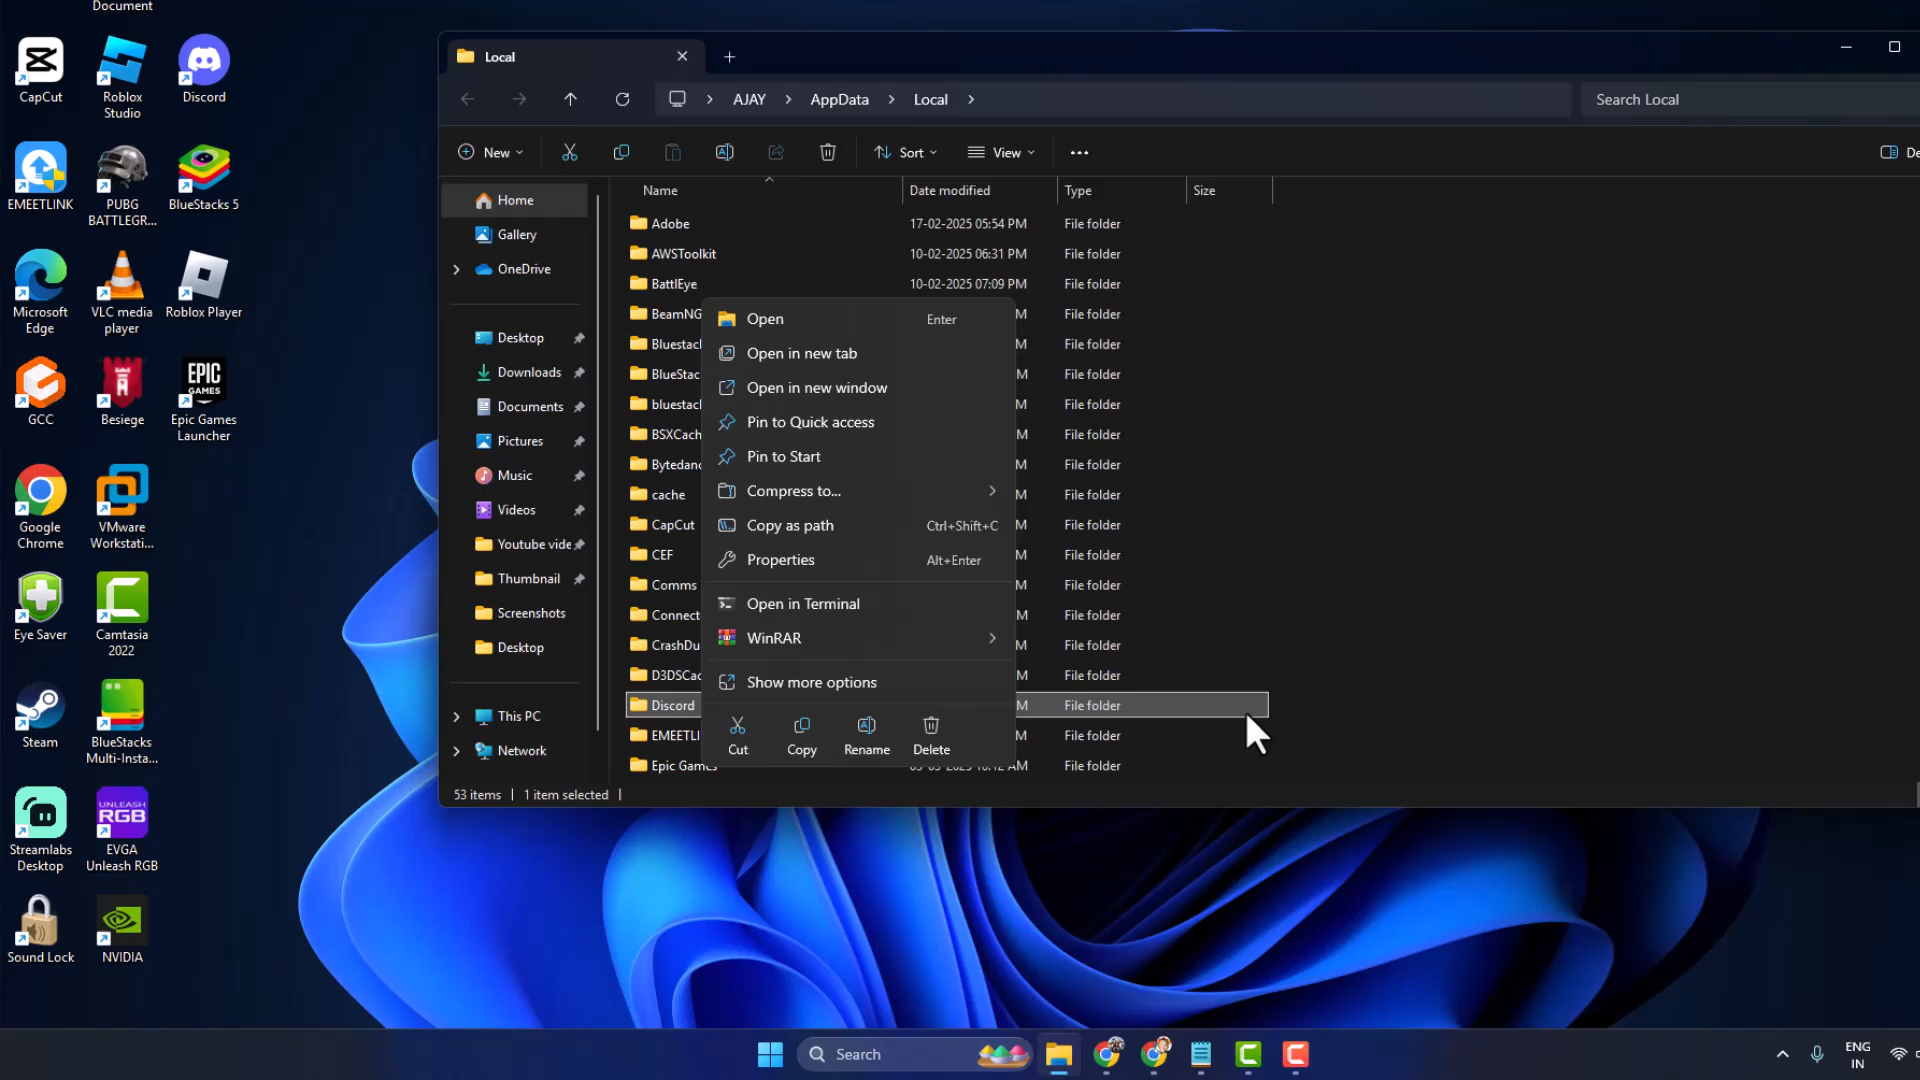 Document
CapCut
Roblox
Studio
Discord
EMEETLINK
PUBG
BATTLEGR...
BlueStacks 5
Microsoft
Edge
VLC media
player
Roblox Player
GCC
Besiege
EPIC
GAMES
Epic Games
Launcher
Google
Chrome
VMware
Workstati...
Eye Saver
Camtasia
2022
Steam
BlueStacks
Multi-Insta...
Streamlabs
Desktop
UNLEASH
RGB
EVGA
Unleash RGB
Sound Lock
NVIDIA
Local
AJAY
AppData
Local
Search Local
New
Sort
View
De
Home
Gallery
OneDrive
Desktop
Downloads
Documents
Pictures
Music
Videos
Youtube vide
Thumbnail
Screenshots
Desktop
This PC
Network
Name Date modified Type Size
Adobe 17-02-2025 05:54 PM File folder
AWSToolkit 10-02-2025 06:31 PM File folder
BattlEye 10-02-2025 07:09 PM File folder
BeamNG M File folder
Bluestac M File folder
BlueStac M File folder
bluestac M File folder
BSXCach M File folder
Bytedanc M File folder
cache M File folder
CapCut M File folder
CEF M File folder
Comms M File folder
Connect M File folder
CrashDu M File folder
D3DSCac M File folder
Discord M File folder
EMEETLI M File folder
Epic Games AM File folder
Open Enter
Open in new tab
Open in new window
Pin to Quick access
Pin to Start
Compress to...
Copy as path Ctrl+Shift+C
Properties Alt+Enter
Open in Terminal
WinRAR
Show more options
Cut Copy Rename Delete
53 items 1 item selected
Search
ENG
IN